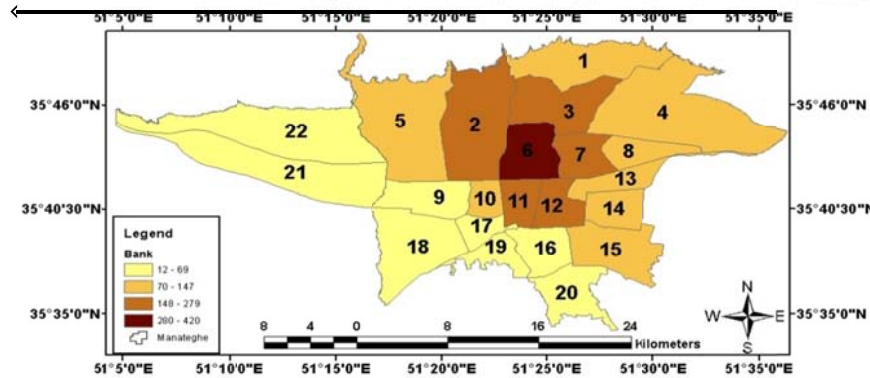 51°5'0"E 51°10'0"E 51°15'0"E 51°20'0"E 51°25'0"E 51°30'0"E 51°35'0"E
1
35°46'0"N 35°46'0"N
5 2 3 4
22 6 7 8
21 13
9 10 11 12 14
35°40'30"N 35°40'30"N
17
18 19 16 15
20
Legend
Bank
12 - 69
70 - 147
148 - 279
280 - 420
Manateghe
35°35'0"N 35°35'0"N
N
W E
S
8 4 0 8 16 24
Kilometers
51°5'0"E 51°10'0"E 51°15'0"E 51°20'0"E 51°25'0"E 51°30'0"E 51°35'0"E